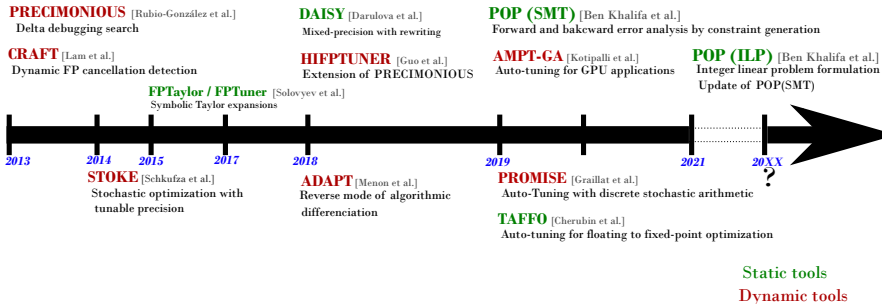 PRECIMONIOUS [Rubio-González et al.]
Delta debugging search
CRAFT [Lam et al.]
Dynamic FP cancellation detection
FPTaylor / FPTuner [Solovyev et al.]
Symbolic Taylor expansions
DAISY [Darulova et al.]
Mixed-precision with rewriting
HIFPTUNER [Guo et al.]
Extension of PRECIMONIOUS
POP (SMT) [Ben Khalifa et al.]
Forward and bakcward error analysis by constraint generation
AMPT-GA [Kotipalli et al.]
Auto-tuning for GPU applications
POP (ILP) [Ben Khalifa et al.]
Integer linear problem formulation
Update of POP(SMT)
2013 2014 2015 2017 2018 2019 2021 20XX
?
STOKE [Schkufza et al.]
Stochastic optimization with
tunable precision
ADAPT [Menon et al.]
Reverse mode of algorithmic
differenciation
PROMISE [Graillat et al.]
Auto-Tuning with discrete stochastic arithmetic
TAFFO [Cherubin et al.]
Auto-tuning for floating to fixed-point optimization
Static tools
Dynamic tools